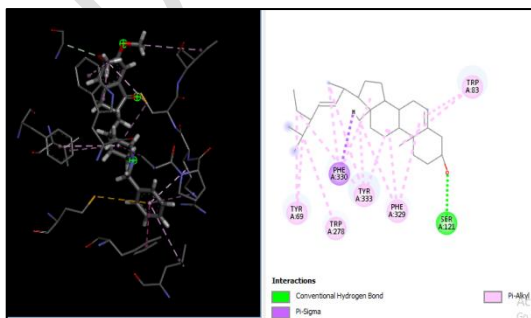 TRP
A:83
PHE
A:330
TYR
A:333
PHE
A:329
TYR
A:69
TRP
A:278
SER
A:121
Interactions
Conventional Hydrogen Bond
Pi-Sigma
Pi-Alkyl